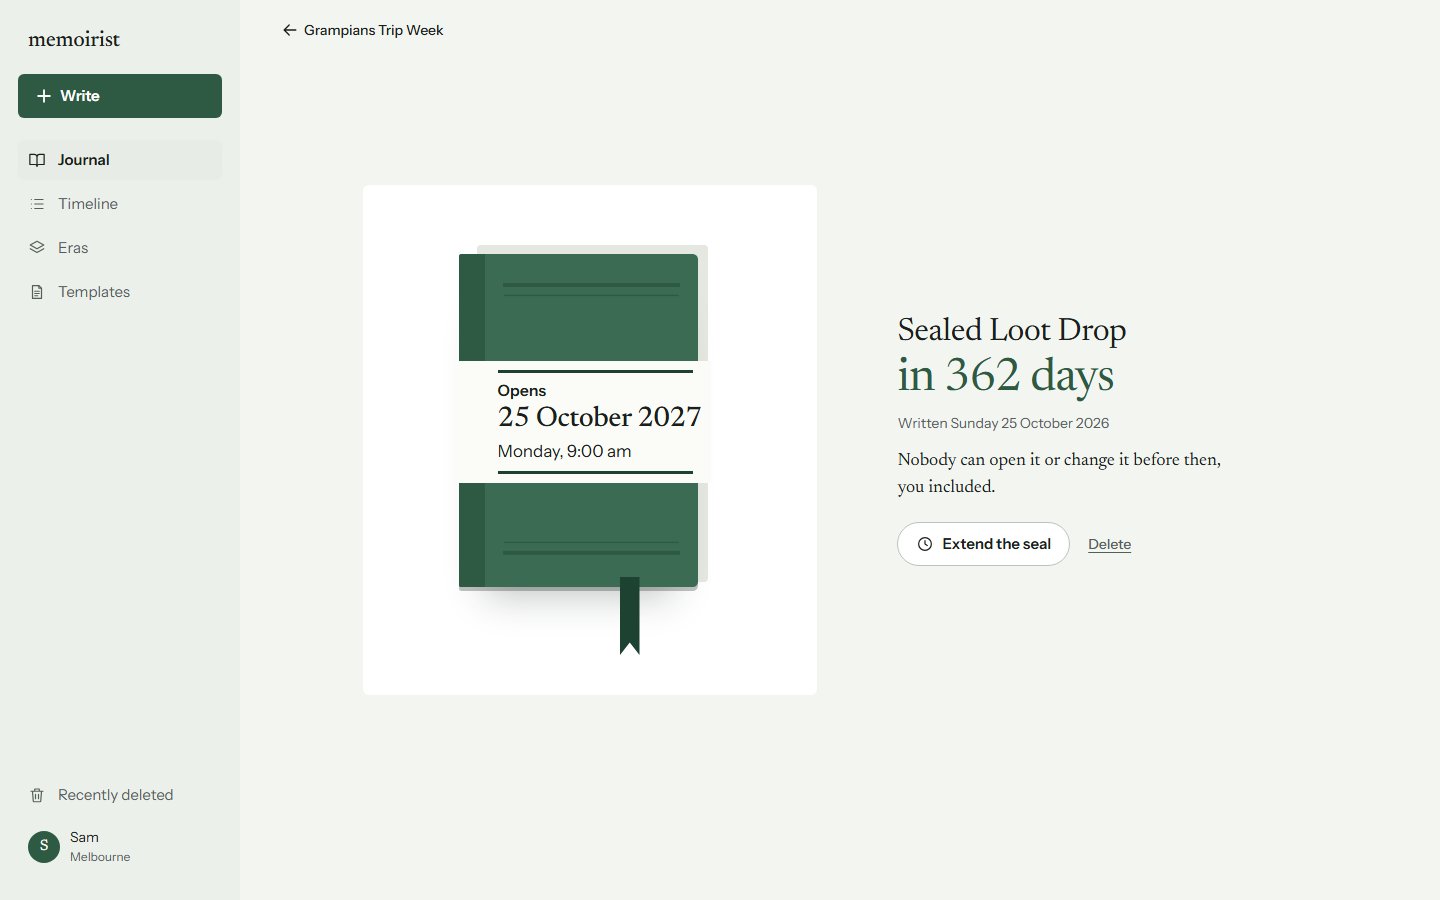 memoirist
Write
Journal
Timeline
Eras
Templates
Recently deleted
S
Sam
Melbourne
Grampians Trip Week
Opens
25 October 2027
Monday, 9:00 am
Sealed Loot Drop
in 362 days
Written Sunday 25 October 2026
Nobody can open it or change it before then,
you included.
Extend the seal
Delete